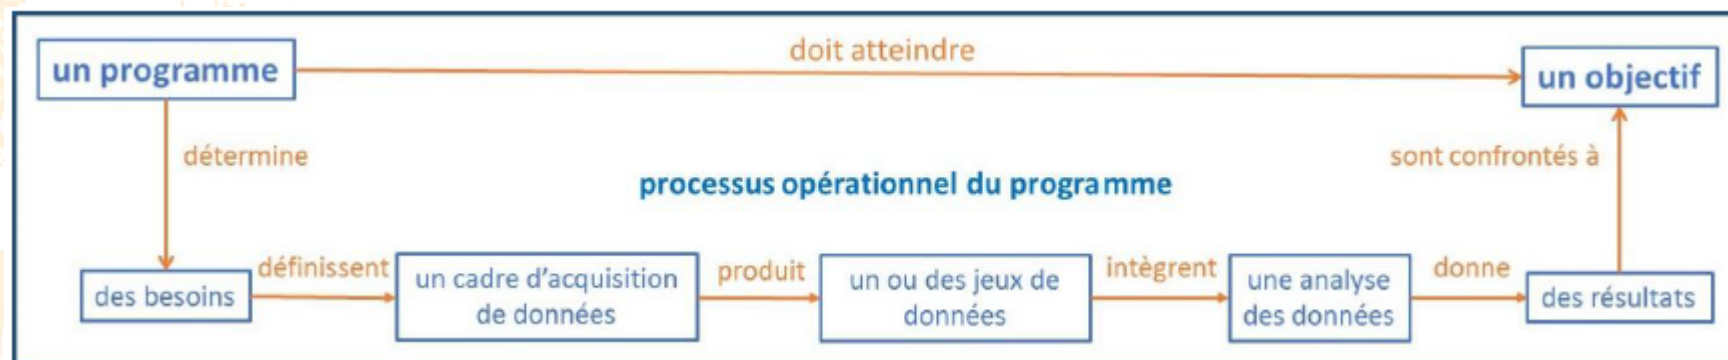 un programme
doit atteindre
un objectif
détermine
sont confrontés à
processus opérationnel du programme
des besoins
définissent
un cadre d'acquisition
de données
produit
un ou des jeux de
données
intègrent
une analyse
des données
donne
des résultats